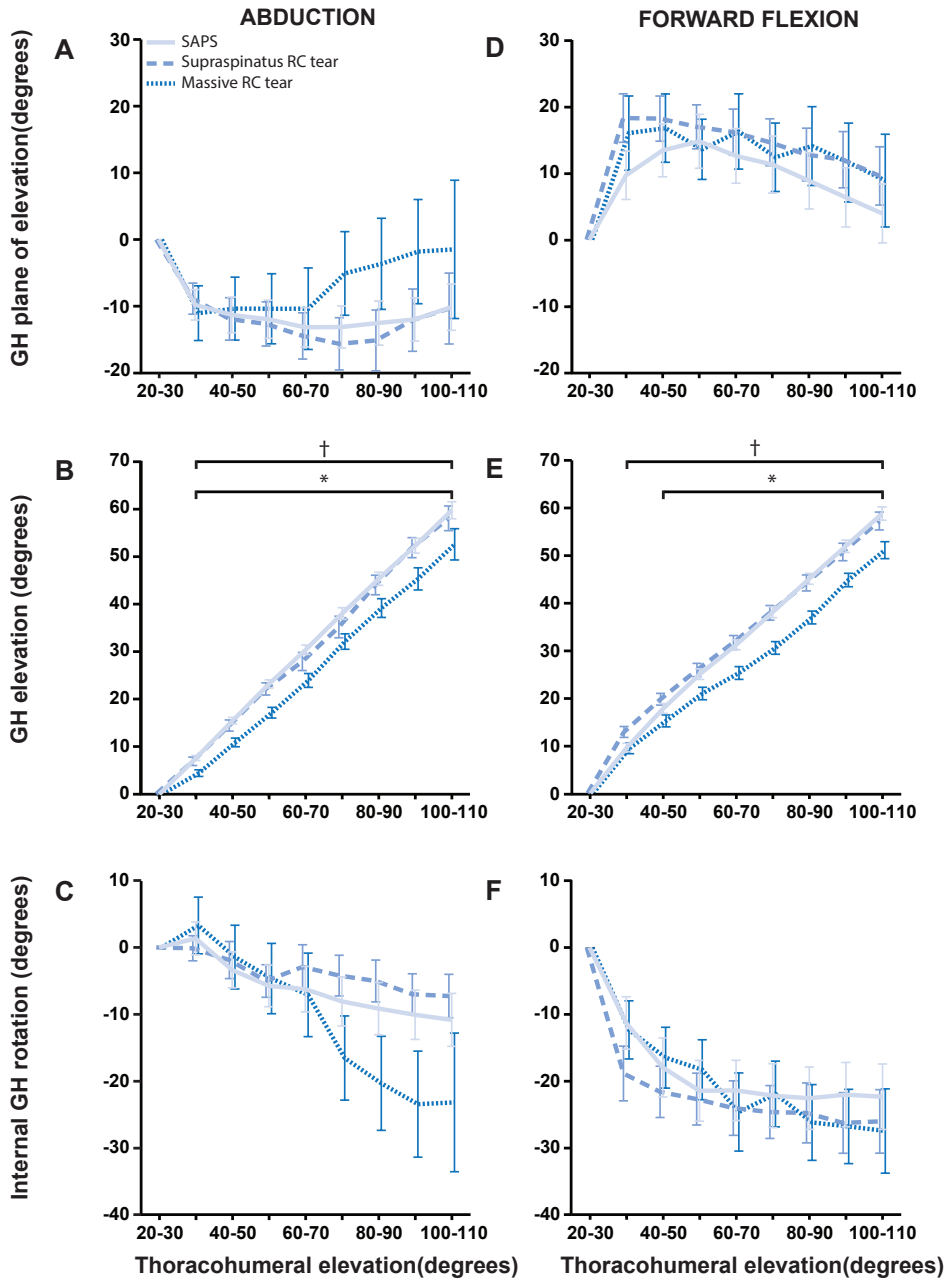 ABDUCTION
FORWARD FLEXION
A
GH plane of elevation(degrees)
30
20
10
0
-10
-20
SAPS
Supraspinatus RC tear
Massive RC tear
20-30 40-50 60-70 80-90 100-110
D
30
20
10
0
-10
-20
20-30 40-50 60-70 80-90 100-110
B
GH elevation (degrees)
70
60
50
40
30
20
10
0
†
*
20-30 40-50 60-70 80-90 100-110
E
70
60
50
40
30
20
10
0
†
*
20-30 40-50 60-70 80-90 100-110
C
Internal GH rotation (degrees)
10
0
-10
-20
-30
-40
20-30 40-50 60-70 80-90 100-110
Thoracohumeral elevation(degrees)
F
10
0
-10
-20
-30
-40
20-30 40-50 60-70 80-90 100-110
Thoracohumeral elevation(degrees)